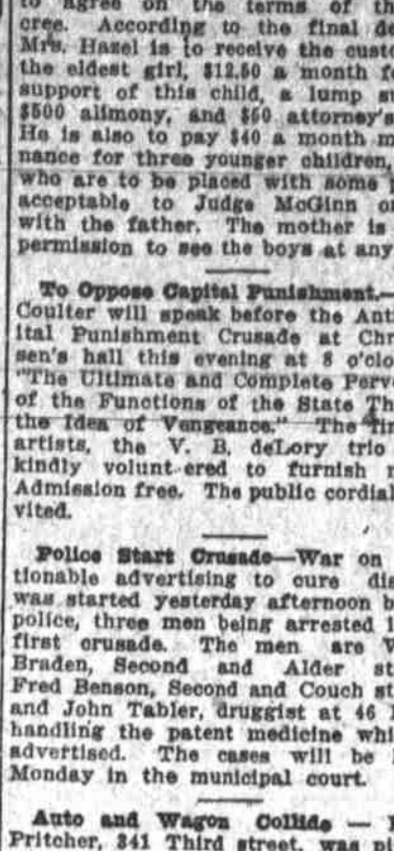 to agree on the terms of th
cree. According to the final de
Mrs. Hazel is to receive the custo
the eldest girl, $12.50 a month fo
support of this child, a lump su
$500 alimony, and $50 attorney's
He is also to pay $40 a month m
nance for three younger children,
who are to be placed with some p
acceptable to Judge McGinn or
with the father. The mother is
permission to see the boys at any
To Oppose Capital Punishment.—
Coulter will speak before the Anti
ital Punishment Crusade at Chr
sen's hall this evening at 8 o'clo
"The Ultimate and Complete Perve
of the Functions of the State Th
the Idea of Vengeance." The fin
artists, the V. B. deLory trio
kindly volunt ered to furnish m
Admission free. The public cordial
vited.
Police Start Crusade—War on
tionable advertising to cure dis
was started yesterday afternoon b
police, three men being arrested i
first crusade. The men are W
Braden, Second and Alder st
Fred Benson, Second and Couch st
and John Tabler, druggist at 46
handling the patent medicine whi
advertised. The cases will be
Monday in the municipal court.
Auto and Wagon Collide —
Pritcher, 341 Third street, was pi